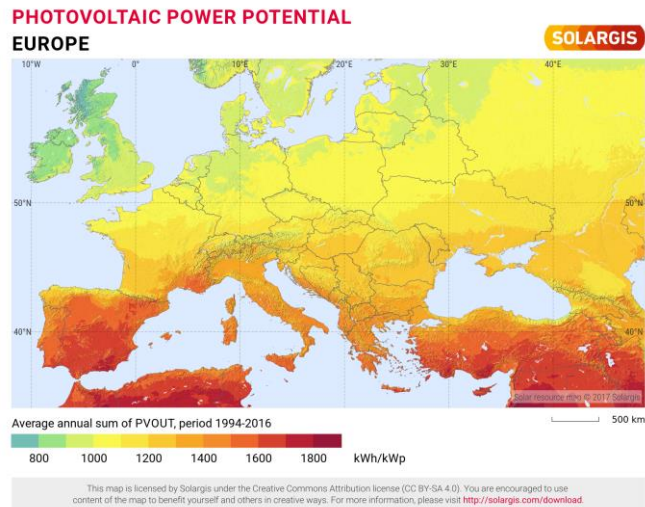 PHOTOVOLTAIC POWER POTENTIAL
EUROPE
SOLARGIS
10°W 0° 10°E 20°E 30°E 40°E
50°N 50°N
40°N 40°N
Solar resource map © 2017 Solargis
Average annual sum of PVOUT, period 1994-2016
500 km
800 1000 1200 1400 1600 1800 kWh/kWp
This map is licensed by Solargis under the Creative Commons Attribution license (CC BY-SA 4.0). You are encouraged to use
content of the map to benefit yourself and others in creative ways. For more information, please visit http://solargis.com/download.